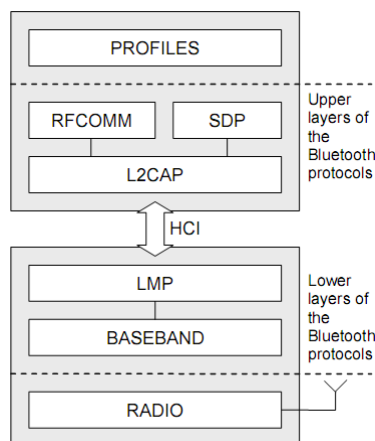 PROFILES
RFCOMM
SDP
L2CAP
Upper
layers of
the
Bluetooth
protocols
HCI
LMP
BASEBAND
Lower
layers of
the
Bluetooth
protocols
RADIO